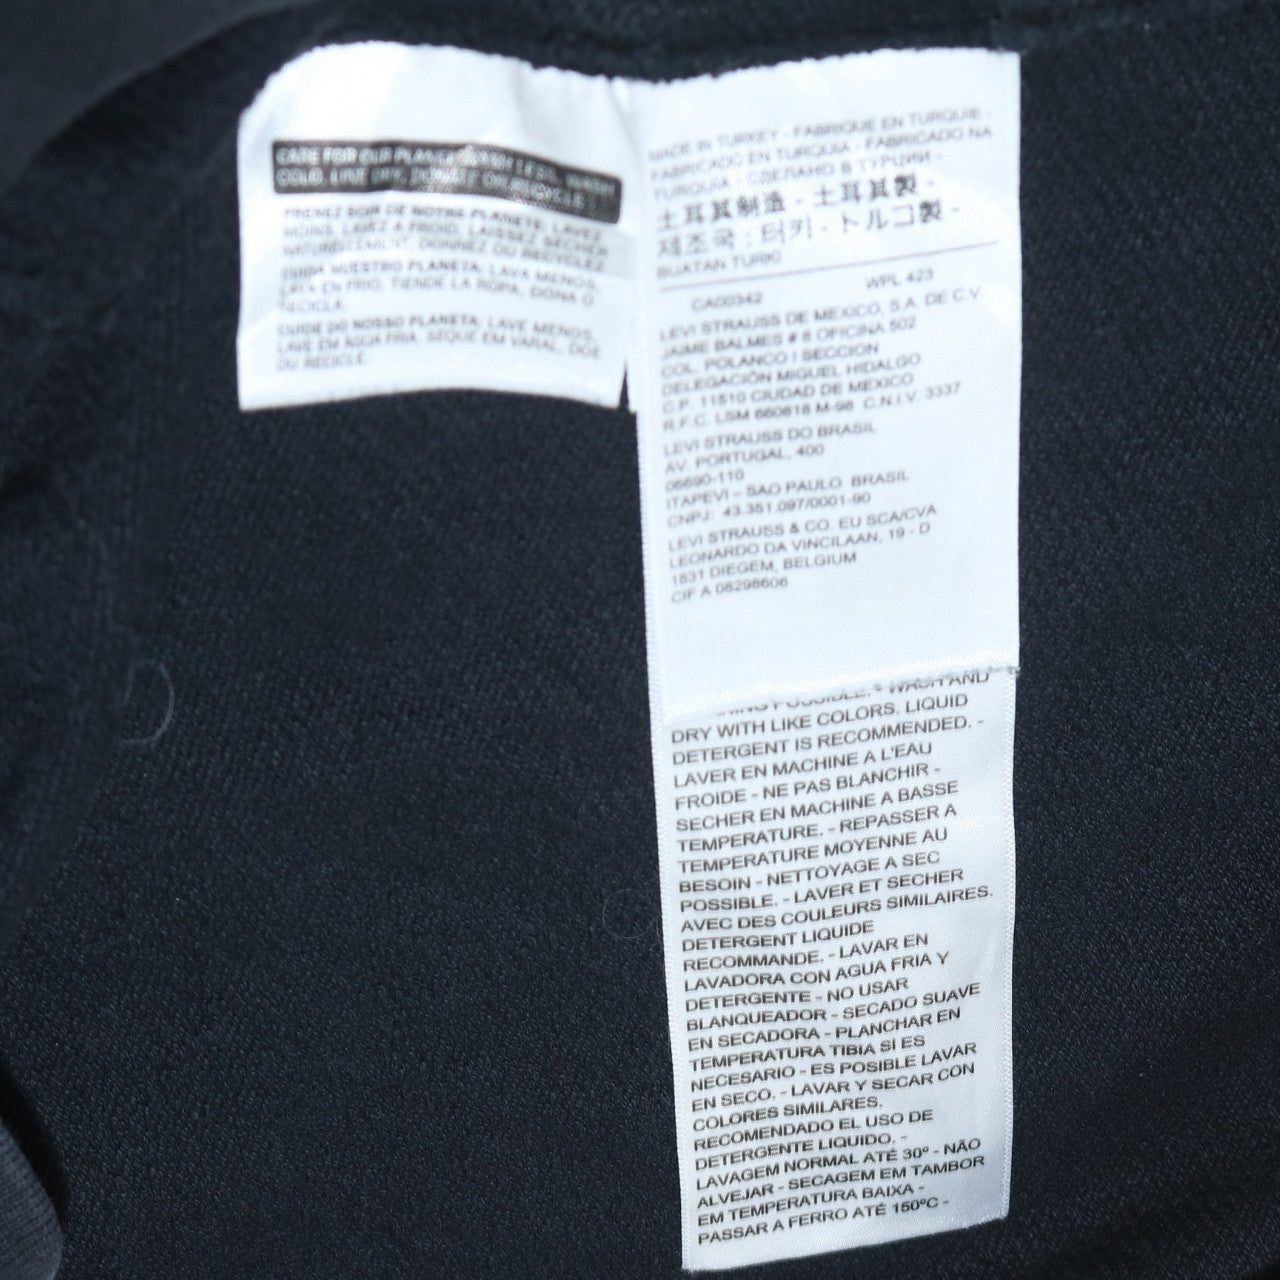 CARE FOR OUR PLANET: WASH LESS, WASH
COLD, LINE DRY, DONATE OR RECYCLE
PRENEZ SOIN DE NOTRE PLANETE: LAVEZ
MOINS, LAVEZ A FROID, LAISSEZ SECHER
NATURELLEMENT, DONNEZ OU RECYCLEZ
CUIDA NUESTRO PLANETA: LAVA MENOS,
LAVA EN FRIO, TIENDE LA ROPA, DONA O
RECICLA
CUIDE DO NOSSO PLANETA: LAVE MENOS,
LAVE EM ÁGUA FRIA, SEQUE EM VARAL, DOE
OU RECICLE.
MADE IN TURKEY - FABRIQUE EN TURQUIE -
FABRICADO EN TURQUIA - FABRICADO NA
TURQUÍA - СДЕЛАНО В ТУРЦИИ -
土耳其制造 - 土耳其製 -
제조국 : 터키 - トルコ製 -
BUATAN TURKI
CA00342 WPL 423
LEVI STRAUSS DE MEXICO, S.A. DE C.V.
JAIME BALMES # 8 OFICINA 502
COL. POLANCO I SECCION
DELEGACIÓN MIGUEL HIDALGO
C.P. 11510 CIUDAD DE MEXICO
R.F.C. LSM 660818 M-98 C.N.I.V. 3337
LEVI STRAUSS DO BRASIL
AV. PORTUGAL, 400
06690-110
ITAPEVI – SAO PAULO BRASIL
CNPJ: 43.351.097/0001-90
LEVI STRAUSS & CO. EU SCA/CVA
LEONARDO DA VINCILAAN, 19 - D
1831 DIEGEM, BELGIUM
CIF A 08298606
POSSIBLE. - WASH AND
DRY WITH LIKE COLORS. LIQUID
DETERGENT IS RECOMMENDED. -
LAVER EN MACHINE A L'EAU
FROIDE - NE PAS BLANCHIR -
SECHER EN MACHINE A BASSE
TEMPERATURE. - REPASSER A
TEMPERATURE MOYENNE AU
BESOIN - NETTOYAGE A SEC
POSSIBLE. - LAVER ET SECHER
AVEC DES COULEURS SIMILAIRES.
DETERGENT LIQUIDE
RECOMMANDE. - LAVAR EN
LAVADORA CON AGUA FRIA Y
DETERGENTE - NO USAR
BLANQUEADOR - SECADO SUAVE
EN SECADORA - PLANCHAR EN
TEMPERATURA TIBIA SI ES
NECESARIO - ES POSIBLE LAVAR
EN SECO. - LAVAR Y SECAR CON
COLORES SIMILARES.
RECOMENDADO EL USO DE
DETERGENTE LIQUIDO. -
LAVAGEM NORMAL ATÉ 30º - NÃO
ALVEJAR - SECAGEM EM TAMBOR
EM TEMPERATURA BAIXA -
PASSAR A FERRO ATÉ 150ºC -